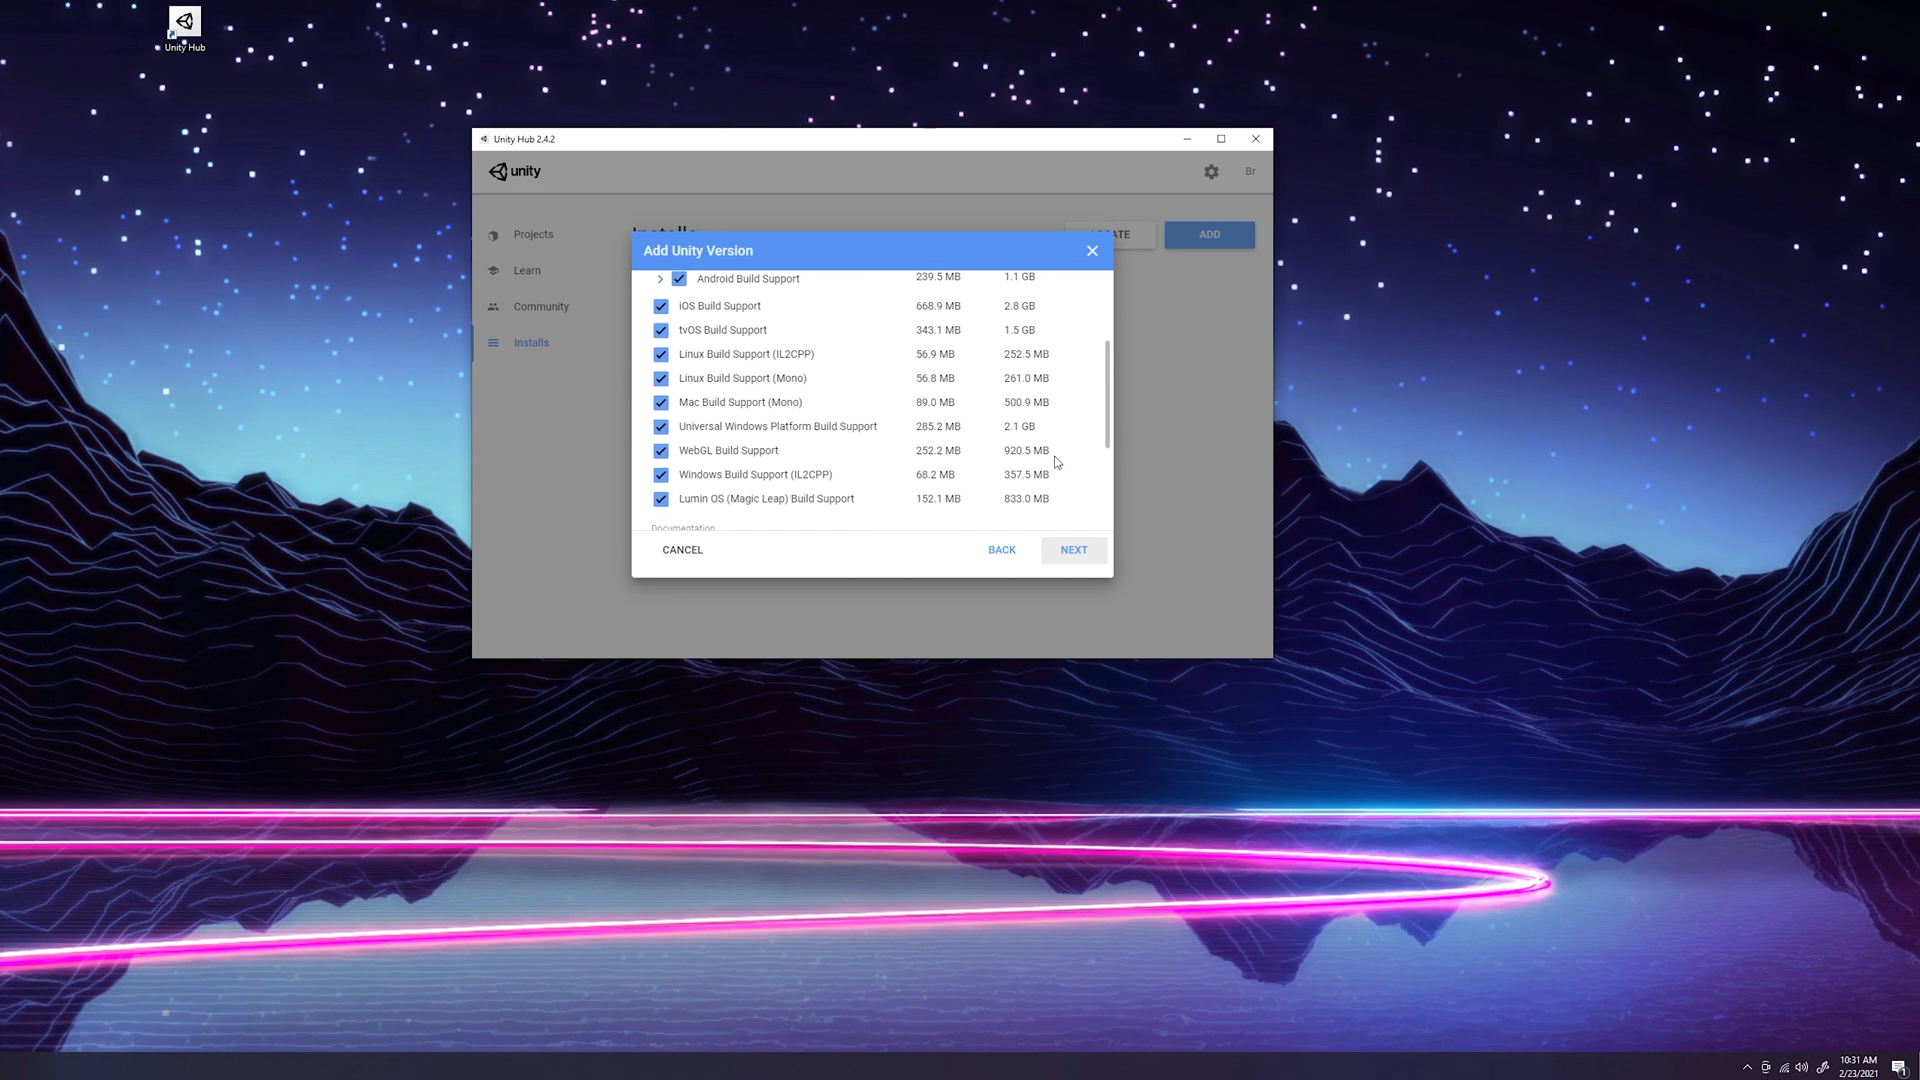 Unity Hub
Unity Hub 2.4.2
unity
Br
Projects
Learn
Community
Installs
ADD
Add Unity Version
Android Build Support 239.5 MB 1.1 GB
iOS Build Support 668.9 MB 2.8 GB
tvOS Build Support 343.1 MB 1.5 GB
Linux Build Support (IL2CPP) 56.9 MB 252.5 MB
Linux Build Support (Mono) 56.8 MB 261.0 MB
Mac Build Support (Mono) 89.0 MB 500.9 MB
Universal Windows Platform Build Support 285.2 MB 2.1 GB
WebGL Build Support 252.2 MB 920.5 MB
Windows Build Support (IL2CPP) 68.2 MB 357.5 MB
Lumin OS (Magic Leap) Build Support 152.1 MB 833.0 MB
Documentation
CANCEL BACK NEXT
10:31 AM
2/23/2021
1